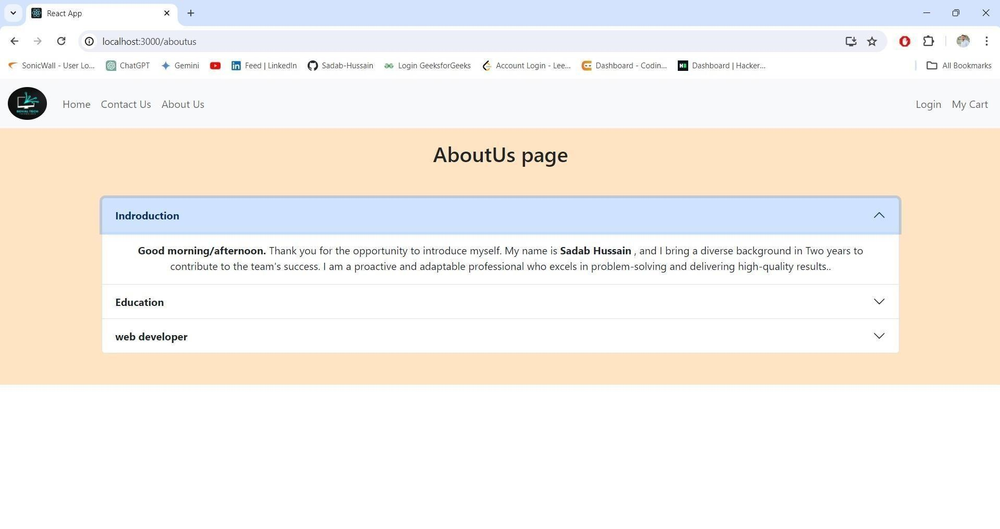 React App
localhost:3000/aboutus
SonicWall - User Lo... ChatGPT Gemini Feed | LinkedIn Sadab-Hussain Login GeeksforGeeks Account Login - Lee... Dashboard - Codin... Dashboard | Hacker... All Bookmarks
ROYAL TECH
Home Contact Us About Us Login My Cart
AboutUs page
Indroduction
Good morning/afternoon. Thank you for the opportunity to introduce myself. My name is Sadab Hussain , and I bring a diverse background in Two years to
contribute to the team's success. I am a proactive and adaptable professional who excels in problem-solving and delivering high-quality results..
Education
web developer